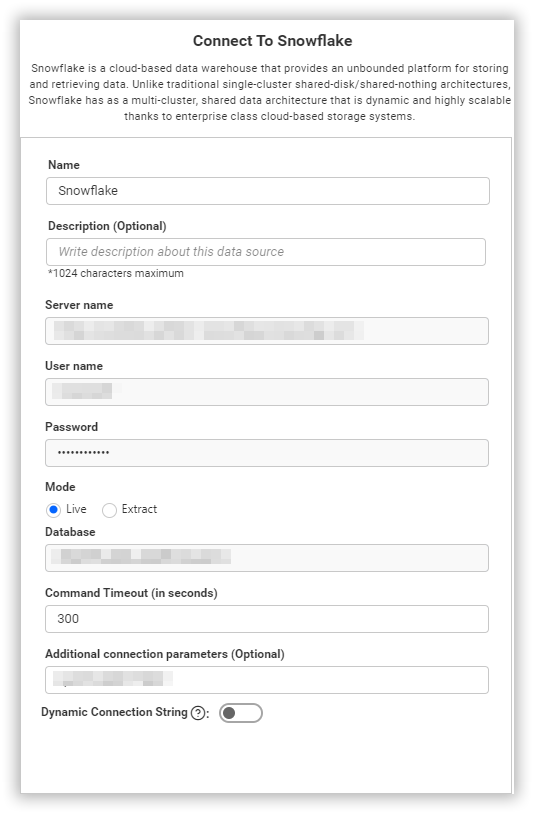 Connect To Snowflake
Snowflake is a cloud-based data warehouse that provides an unbounded platform for storing
and retrieving data. Unlike traditional single-cluster shared-disk/shared-nothing architectures,
Snowflake has as a multi-cluster, shared data architecture that is dynamic and highly scalable
thanks to enterprise class cloud-based storage systems.
Name
Snowflake
Description (Optional)
Write description about this data source
*1024 characters maximum
Server name
User name
Password
••••••••••••
Mode
Live Extract
Database
Command Timeout (in seconds)
300
Additional connection parameters (Optional)
Dynamic Connection String ? :